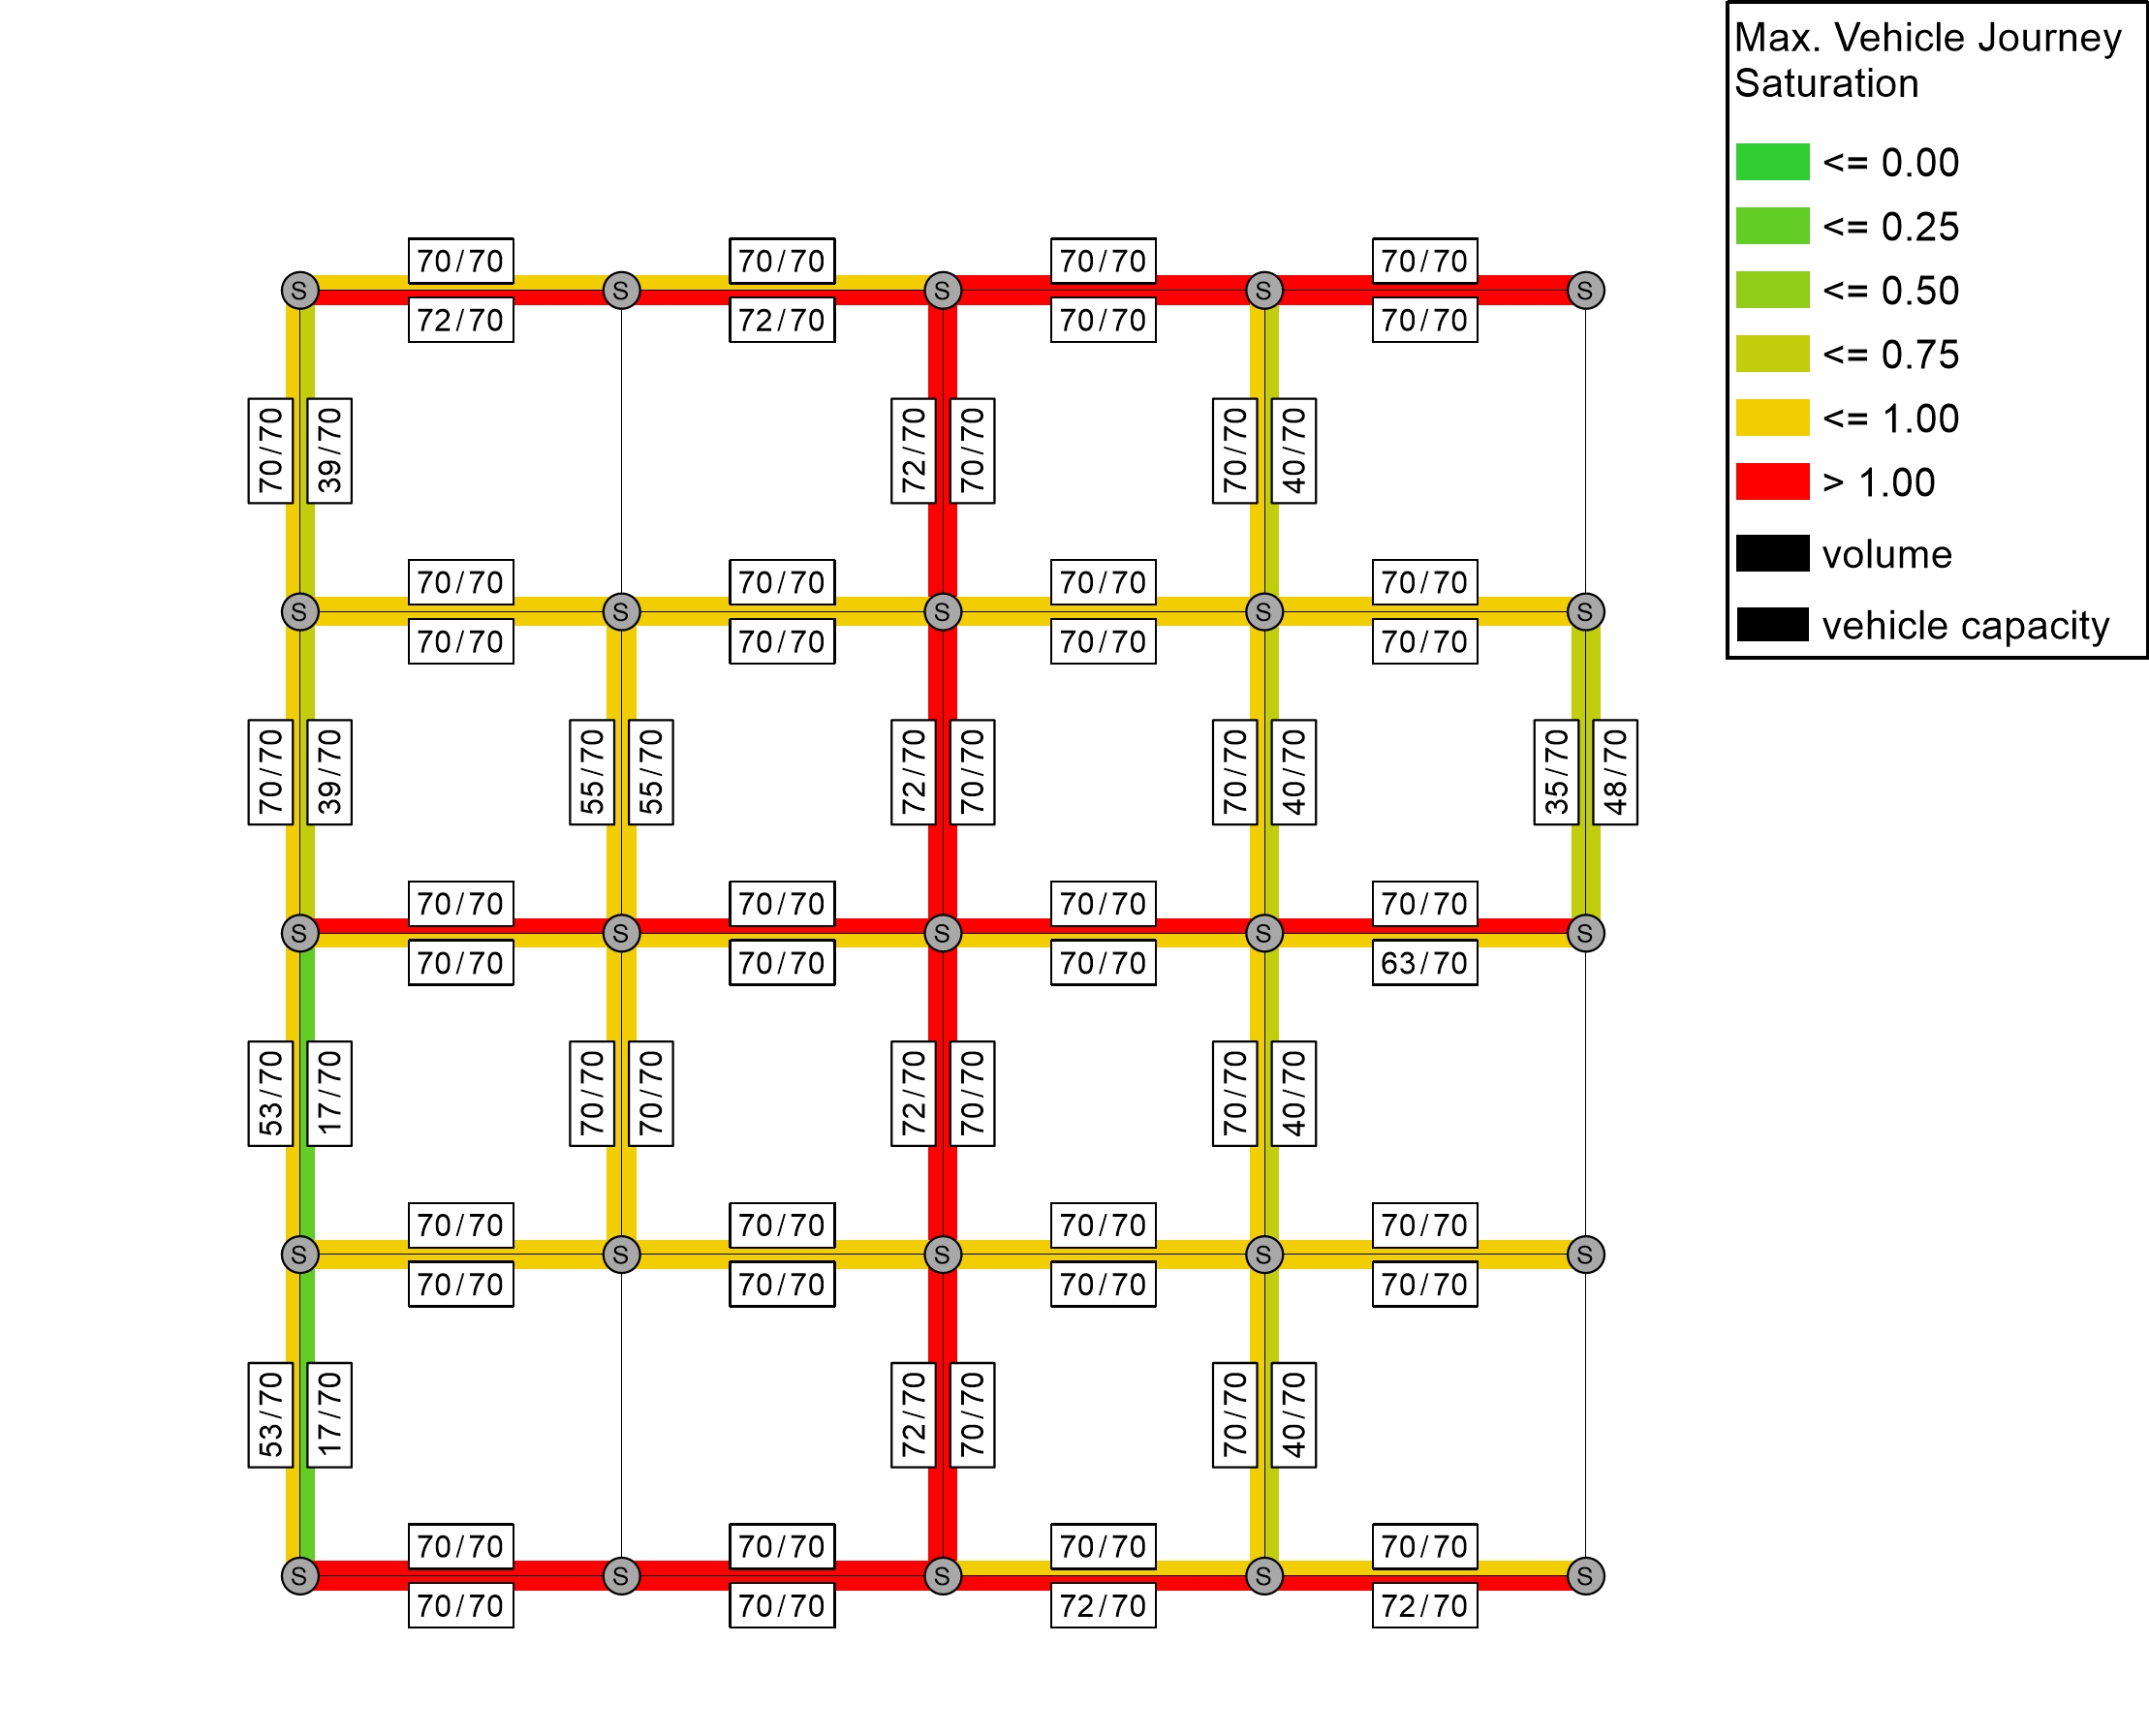 Max. Vehicle Journey
Saturation
<= 0.00
<= 0.25
<= 0.50
<= 0.75
<= 1.00
> 1.00
volume
vehicle capacity
70/70 70/70 70/70 70/70
S S S S S
72/70 72/70 70/70 70/70
70/70 39/70 72/70 70/70 70/70 40/70
70/70 70/70 70/70 70/70
S S S S S
70/70 70/70 70/70 70/70
70/70 39/70 55/70 55/70 72/70 70/70 70/70 40/70 35/70 48/70
70/70 70/70 70/70 70/70
S S S S S
70/70 70/70 70/70 63/70
53/70 17/70 70/70 70/70 72/70 70/70 70/70 40/70
70/70 70/70 70/70 70/70
S S S S S
70/70 70/70 70/70 70/70
53/70 17/70 72/70 70/70 70/70 40/70
70/70 70/70 70/70 70/70
S S S S S
70/70 70/70 72/70 72/70